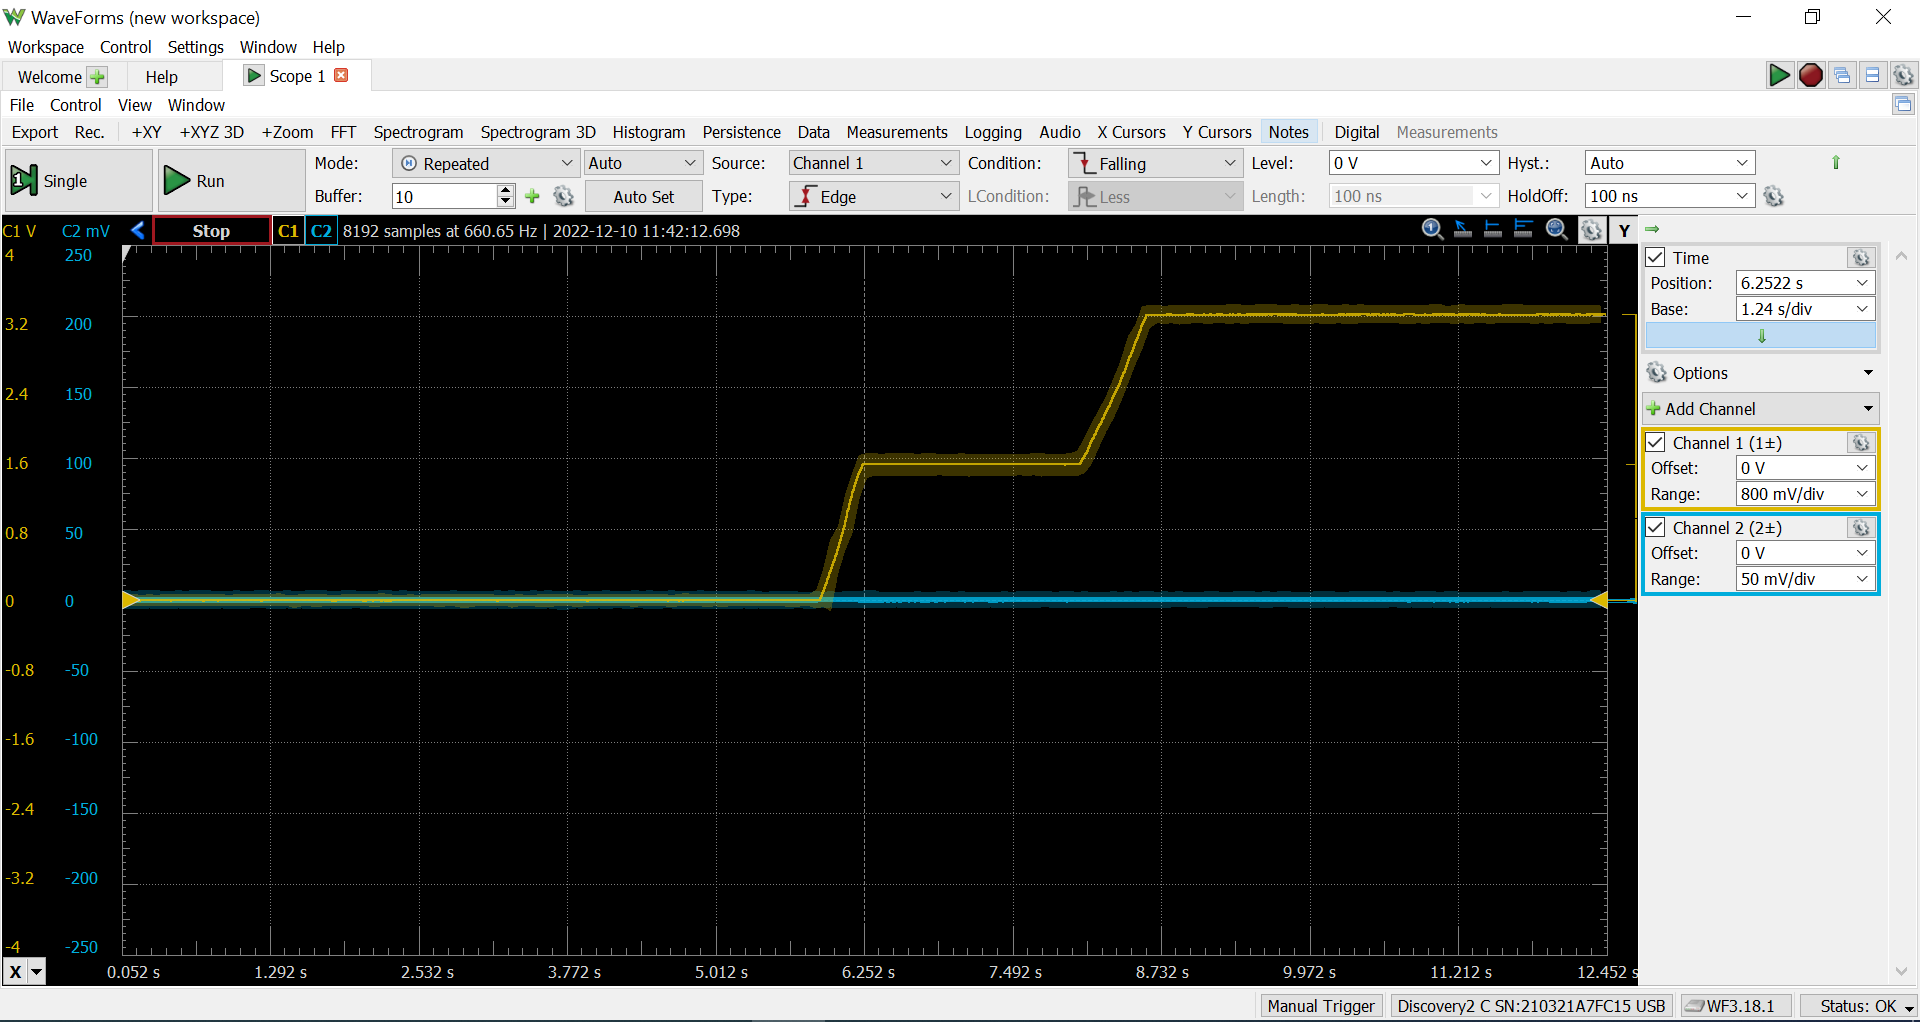 WaveForms (new workspace)
Workspace Control Settings Window Help
Welcome Help Scope 1
File Control View Window
Export Rec. +XY +XYZ 3D +Zoom FFT Spectrogram Spectrogram 3D Histogram Persistence Data Measurements Logging Audio X Cursors Y Cursors Notes Digital Measurements
Single Run Mode: Repeated Auto Source: Channel 1 Condition: Falling Level: 0 V Hyst.: Auto
Buffer: 10 Auto Set Type: Edge LCondition: Less Length: 100 ns HoldOff: 100 ns
C1 V C2 mV Stop C1 C2 8192 samples at 660.65 Hz | 2022-12-10 11:42:12.698 Y
4 250
3.2 200
2.4 150
1.6 100
0.8 50
0 0
-0.8 -50
-1.6 -100
-2.4 -150
-3.2 -200
-4 -250
X 0.052 s 1.292 s 2.532 s 3.772 s 5.012 s 6.252 s 7.492 s 8.732 s 9.972 s 11.212 s 12.452 s
Time
Position: 6.2522 s
Base: 1.24 s/div
Options
Add Channel
Channel 1 (1±)
Offset: 0 V
Range: 800 mV/div
Channel 2 (2±)
Offset: 0 V
Range: 50 mV/div
Manual Trigger Discovery2 C SN:210321A7FC15 USB WF3.18.1 Status: OK